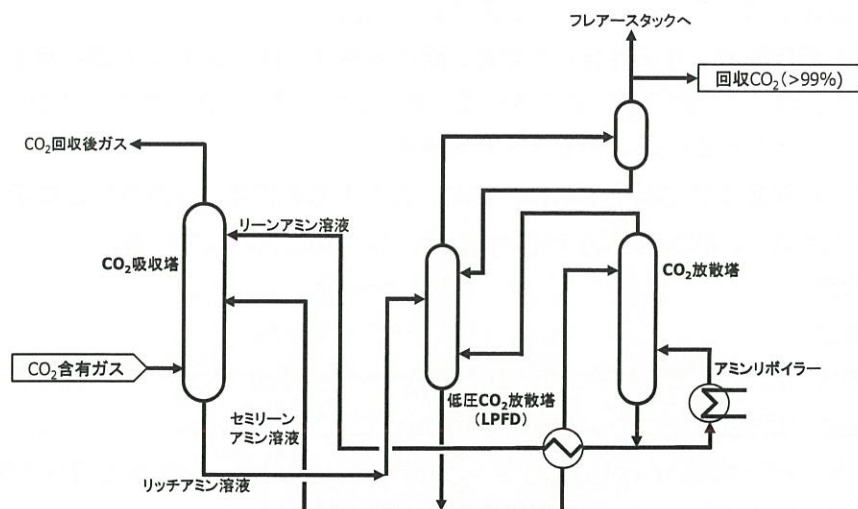 フレアースタックへ
回収CO₂(>99%)
CO₂回収後ガス
リーンアミン溶液
CO₂吸収塔
CO₂放散塔
CO₂含有ガス
アミンリボイラー
低圧CO₂放散塔
(LPFD)
セミリーン
アミン溶液
リッチアミン溶液